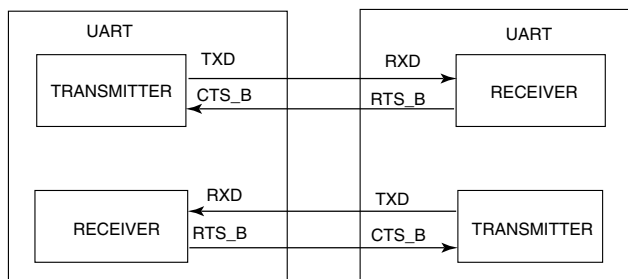 UART UART
TXD RXD
TRANSMITTER RECEIVER
CTS_B RTS_B
RXD TXD
RECEIVER TRANSMITTER
RTS_B CTS_B